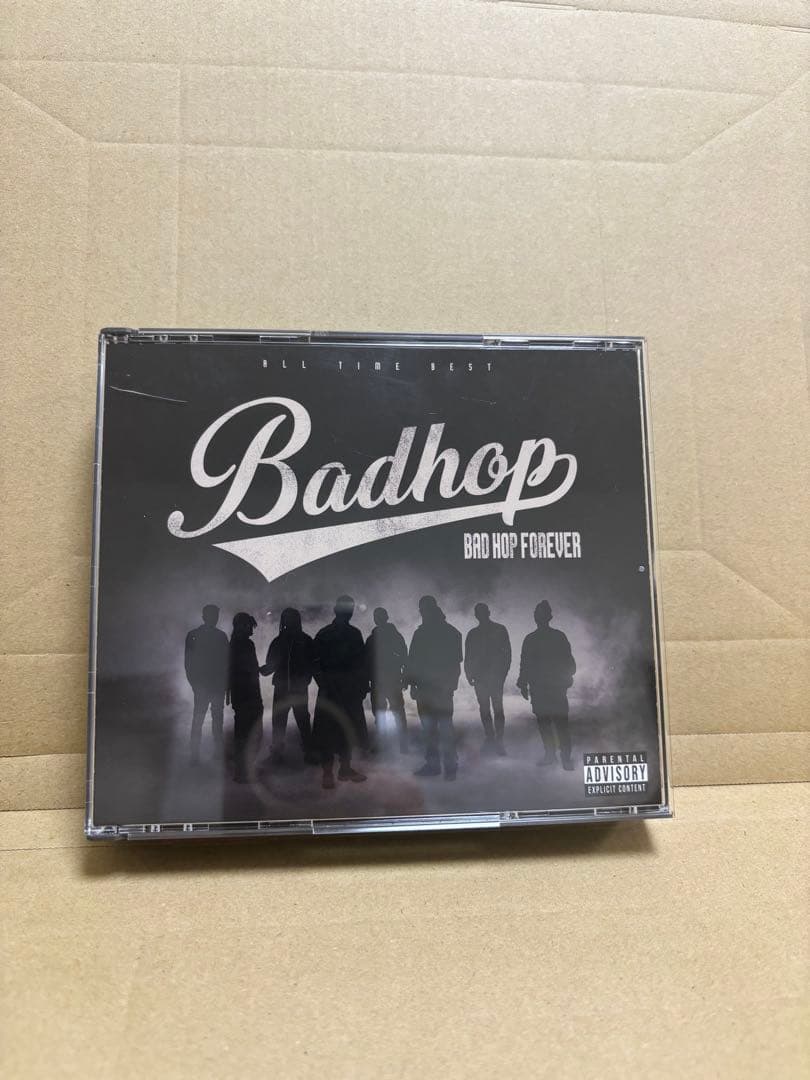 ALL TIME BEST
Badhop
BAD HOP FOREVER
PARENTAL
ADVISORY
EXPLICIT CONTENT